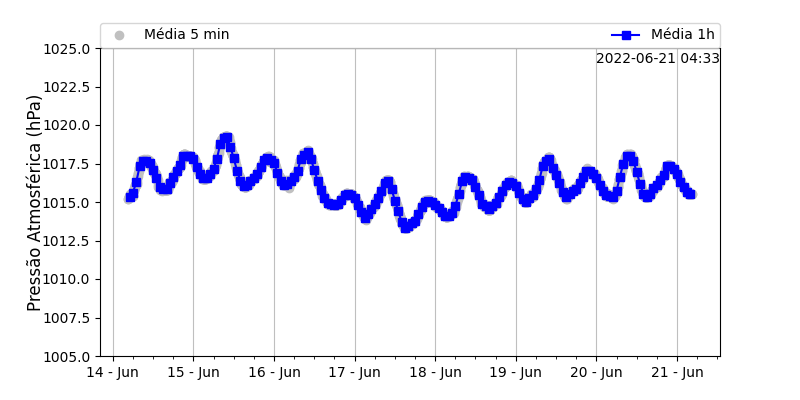 Média 5 min
Média 1h
2022-06-21 04:33
Pressão Atmosférica (hPa)
1025.0
1022.5
1020.0
1017.5
1015.0
1012.5
1010.0
1007.5
1005.0
14 - Jun
15 - Jun
16 - Jun
17 - Jun
18 - Jun
19 - Jun
20 - Jun
21 - Jun